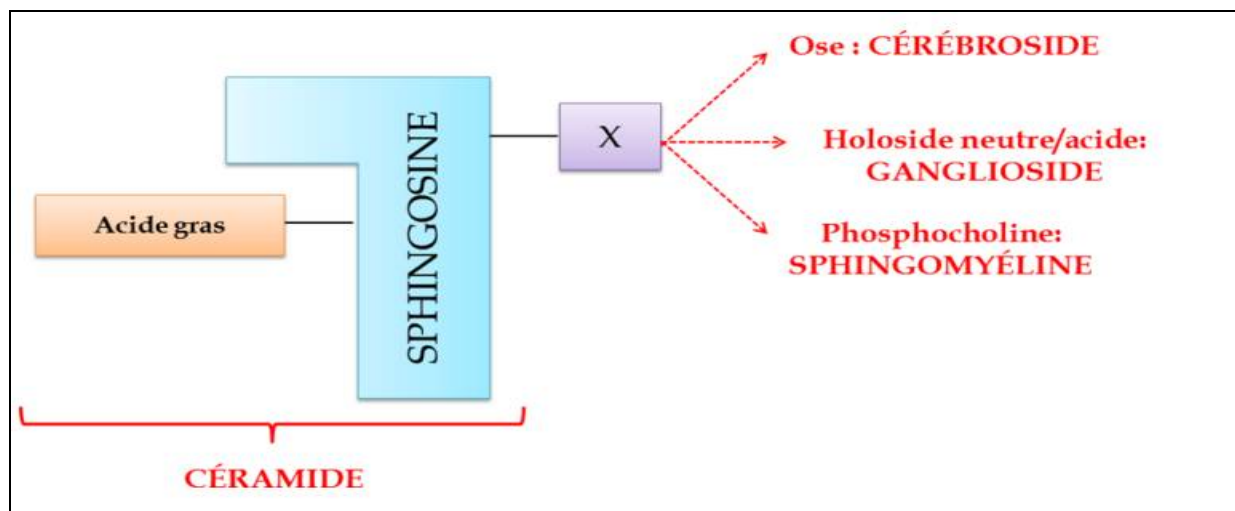 Ose : CÉRÉBROSIDE
SPHINGOSINE
X
Holoside neutre/acide:
GANGLIOSIDE
Acide gras
Phosphocholine:
SPHINGOMYÉLINE
CÉRAMIDE